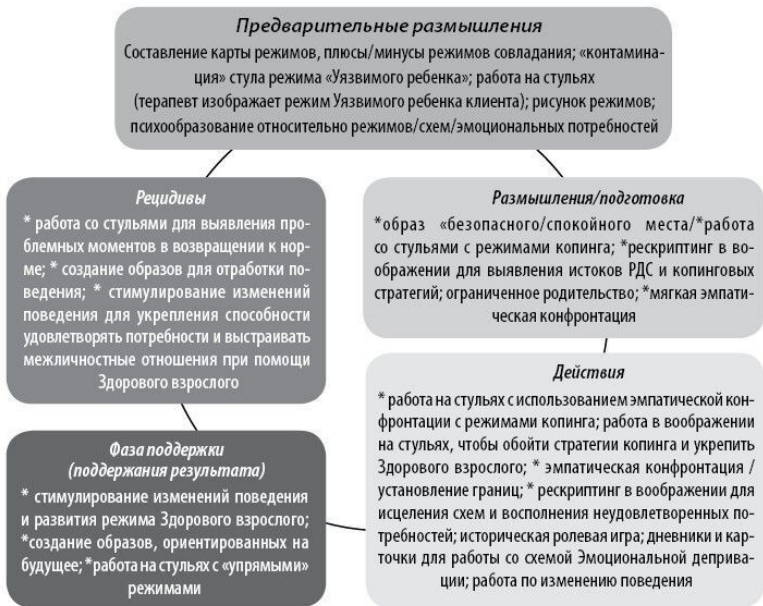 Предварительные размышления
Составление карты режимов, плюсы/минусы режимов совладания; «контамина-
ция» стула режима «Уязвимого ребенка»; работа на стульях
(терапевт изображает режим Уязвимого ребенка клиента); рисунок режимов;
психообразование относительно режимов/схем/эмоциональных потребностей
Размышления/подготовка
*образ «безопасного/спокойного места/*работа
со стульями с режимами копинга; *рескриптинг в во-
ображении для выявления истоков РДС и копинговых
стратегий; ограниченное родительство; *мягкая эмпати-
ческая конфронтация
Действия
* работа на стульях с использованием эмпатической кон-
фронтации с режимами копинга; работа в воображении
на стульях, чтобы обойти стратегии копинга и укрепить
Здорового взрослого; * эмпатическая конфронтация /
установление границ; * рескриптинг в воображении для
исцеления схем и восполнения неудовлетворенных по-
требностей; историческая ролевая игра; дневники и кар-
точки для работы со схемой Эмоциональной деприва-
ции; работа по изменению поведения
Фаза поддержки
(поддержания результата)
* стимулирование изменений поведения
и развития режима Здорового взрослого;
*создание образов, ориентированных на
будущее; *работа на стульях с «упрямыми»
режимами
Рецидивы
* работа со стульями для выявления про-
блемных моментов в возвращении к нор-
ме; * создание образов для отработки по-
ведения; * стимулирование изменений
поведения для укрепления способности
удовлетворять потребности и выстраивать
межличностные отношения при помощи
Здорового взрослого